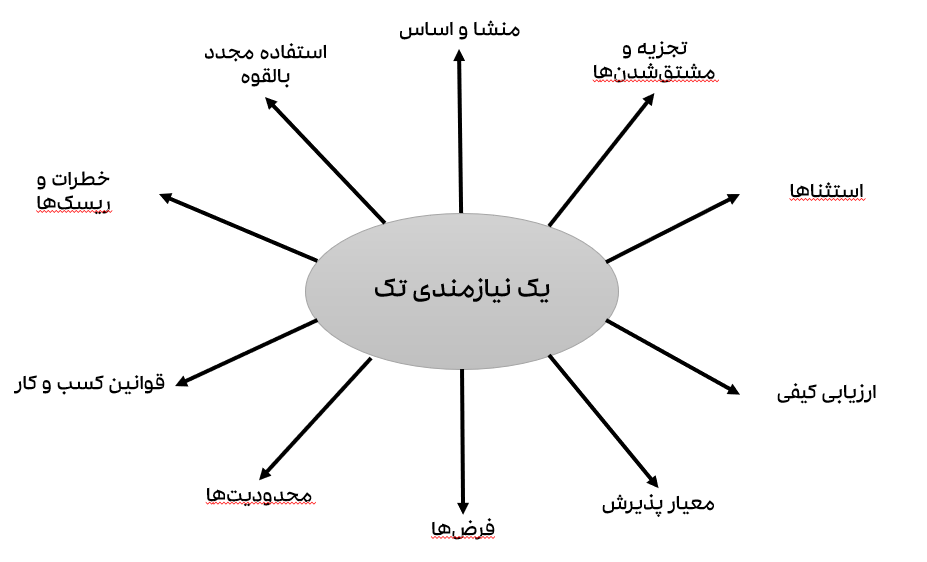 منشا و اساس
تجزیه و
مشتق‌شدن‌ها
استثناها
ارزیابی کیفی
معیار پذیرش
فرض‌ها
محدودیت‌ها
قوانین کسب و کار
خطرات و
ریسک‌ها
استفاده مجدد
بالقوه
یک نیازمندی تک